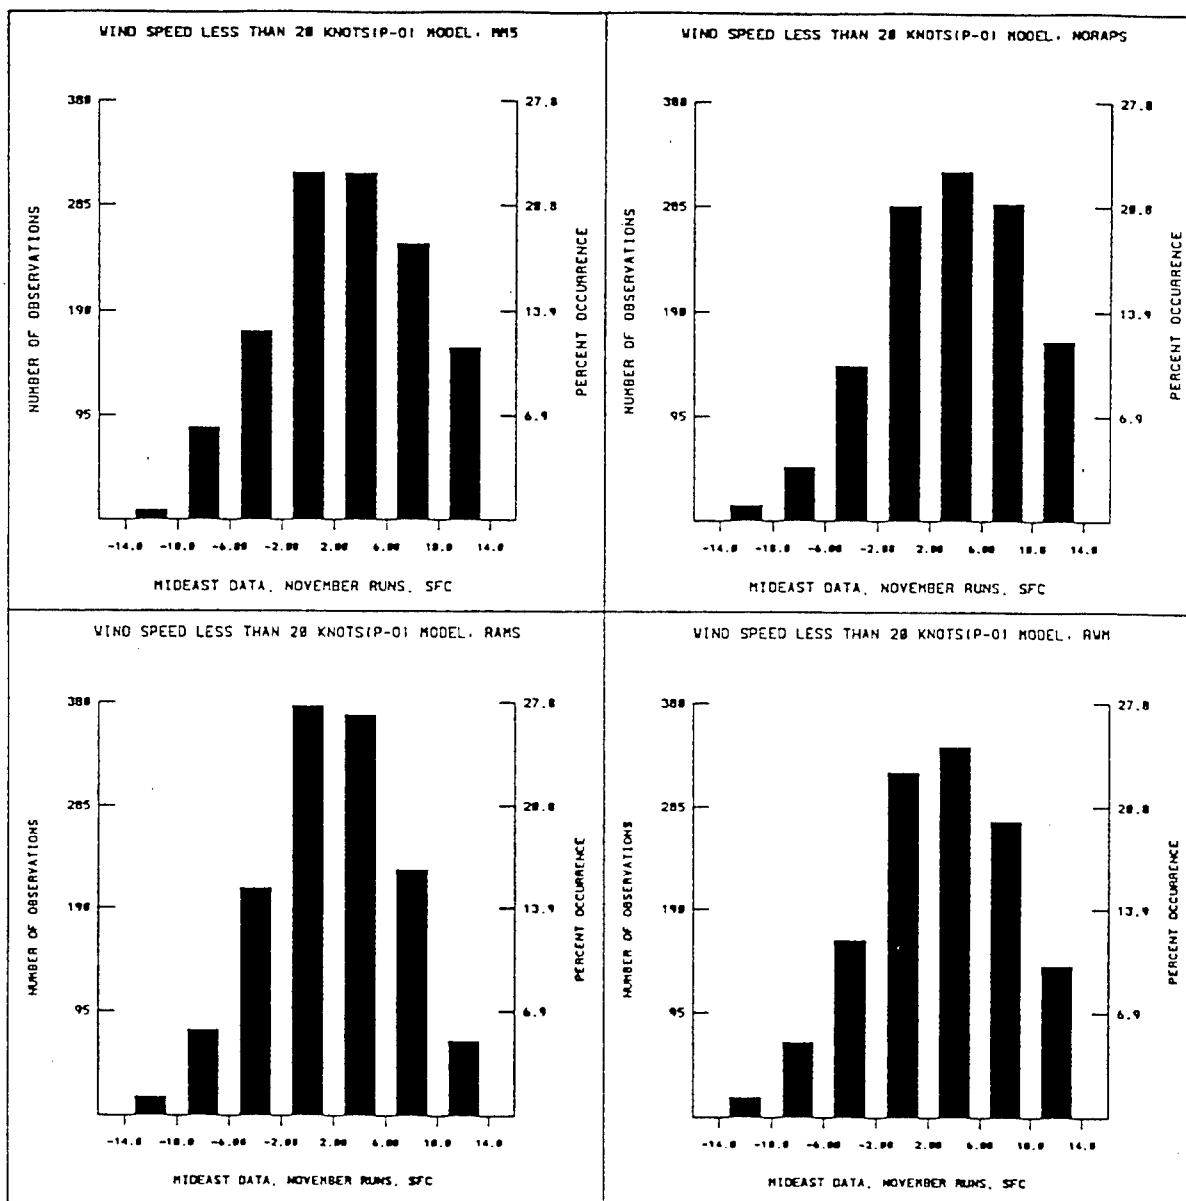 WIND SPEED LESS THAN 20 KNOTS(P-O) MODEL, MM5
380
285
190
95
NUMBER OF OBSERVATIONS
27.8
20.8
13.9
6.9
PERCENT OCCURRENCE
-14.0 -10.0 -6.00 -2.00 2.00 6.00 10.0 14.0
MIDEAST DATA, NOVEMBER RUNS, SFC
WIND SPEED LESS THAN 20 KNOTS(P-O) MODEL, NORAPS
380
285
190
95
NUMBER OF OBSERVATIONS
27.8
20.8
13.9
6.9
PERCENT OCCURRENCE
-14.0 -10.0 -6.00 -2.00 2.00 6.00 10.0 14.0
MIDEAST DATA, NOVEMBER RUNS, SFC
WIND SPEED LESS THAN 20 KNOTS(P-O) MODEL, RAMS
380
285
190
95
NUMBER OF OBSERVATIONS
27.8
20.8
13.9
6.9
PERCENT OCCURRENCE
-14.0 -10.0 -6.00 -2.00 2.00 6.00 10.0 14.0
MIDEAST DATA, NOVEMBER RUNS, SFC
WIND SPEED LESS THAN 20 KNOTS(P-O) MODEL, RWM
380
285
190
95
NUMBER OF OBSERVATIONS
27.8
20.8
13.9
6.9
PERCENT OCCURRENCE
-14.0 -10.0 -6.00 -2.00 2.00 6.00 10.0 14.0
MIDEAST DATA, NOVEMBER RUNS, SFC